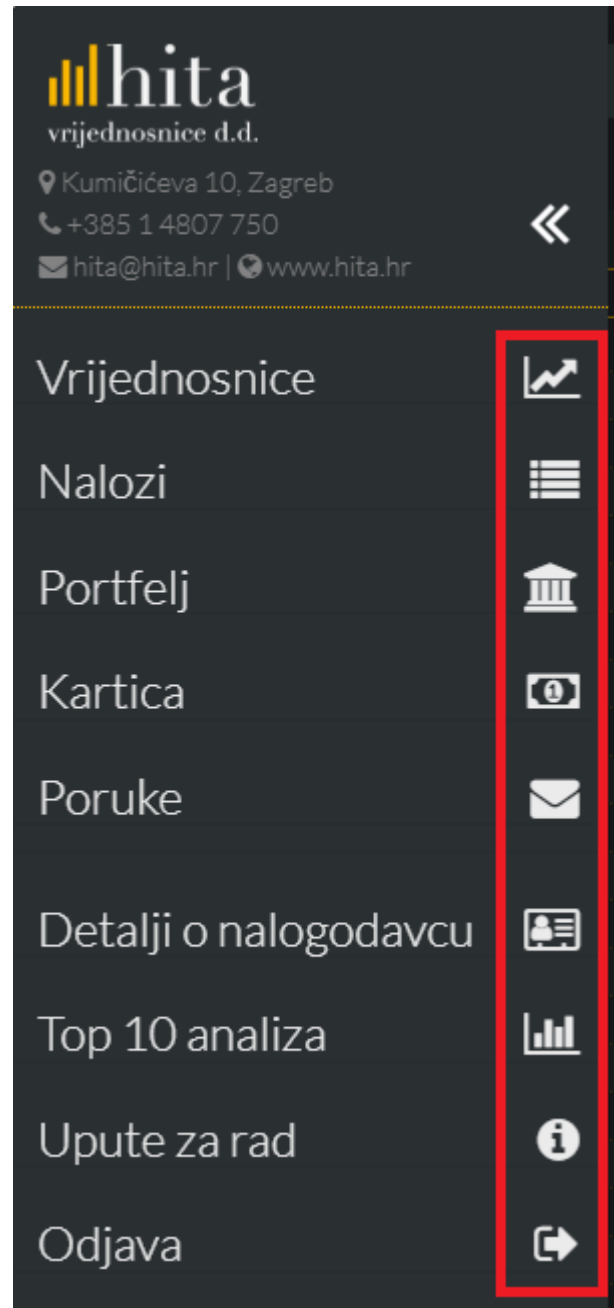 hita
vrijednosnice d.d.
Kumičićeva 10, Zagreb
+385 1 4807 750
hita@hita.hr | www.hita.hr
Vrijednosnice
Nalozi
Portfelj
Kartica
Poruke
Detalji o nalogodavcu
Top 10 analiza
Upute za rad
Odjava